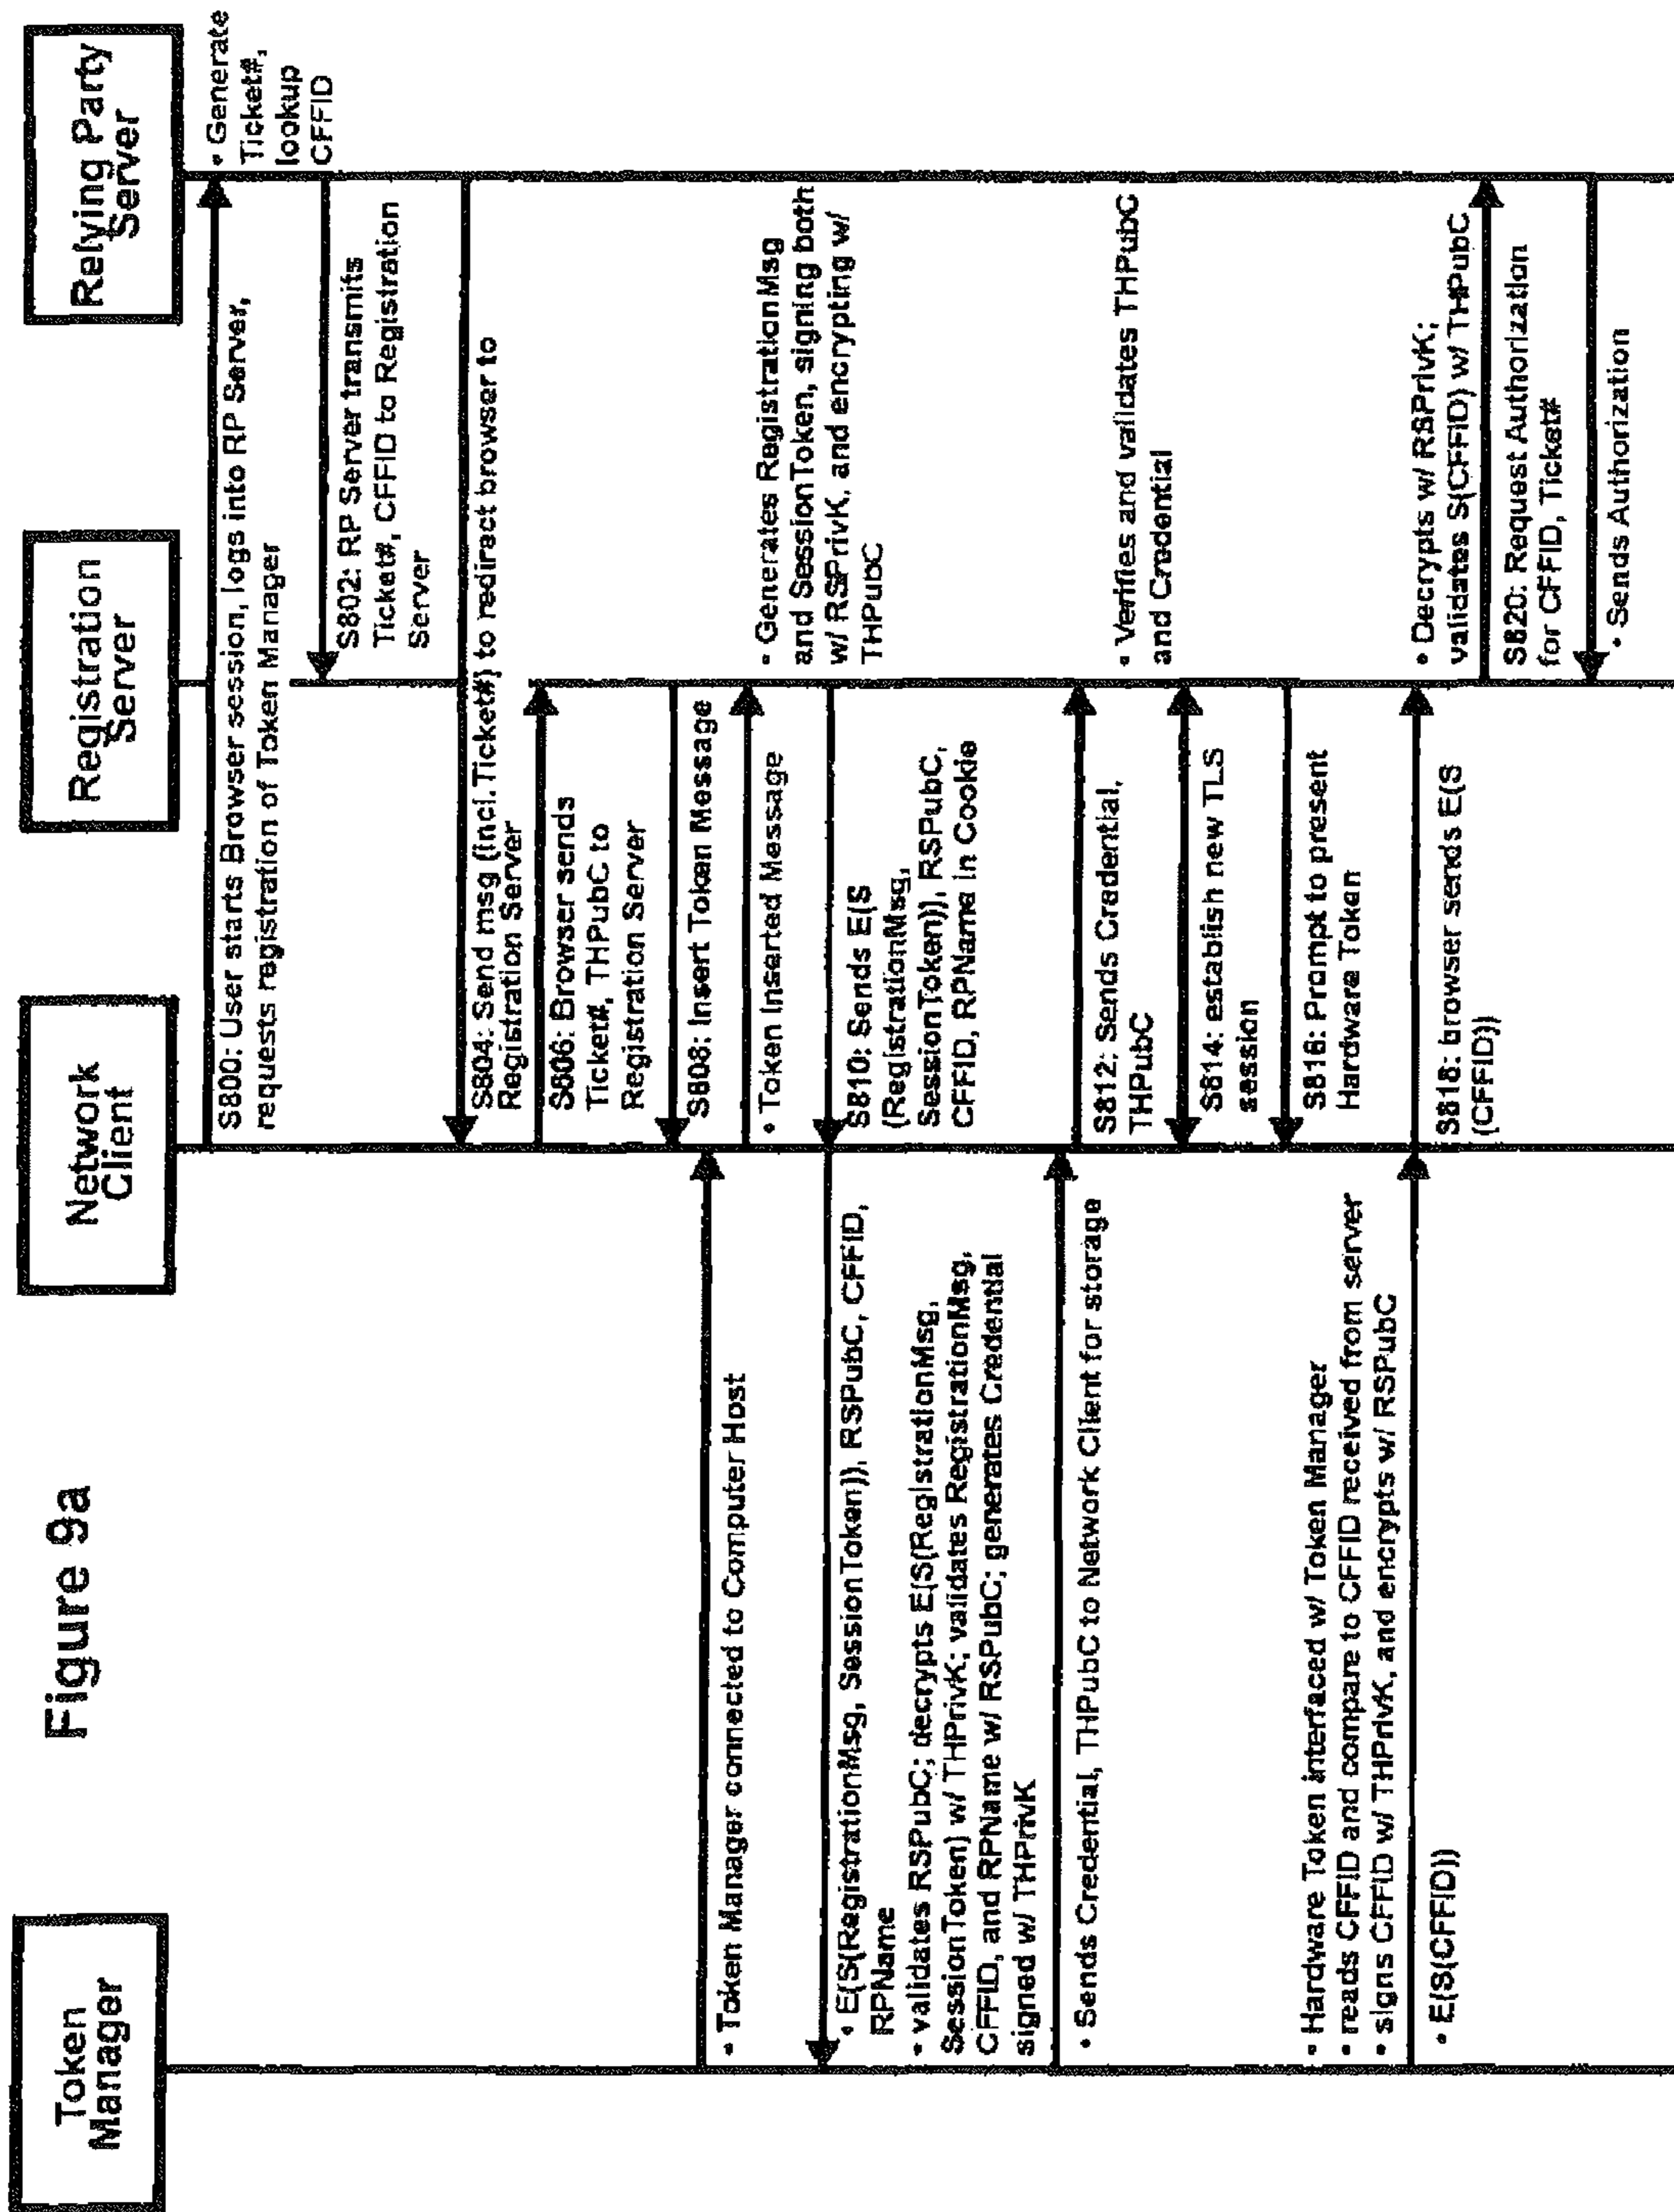 Figure 9a
Token
Manager
Network
Client
Registration
Server
Relying Party
Server
S800: User starts Browser session, logs into RP Server,
requests registration of Token Manager
• Generate
Ticket#,
lookup
CFFID
S802: RP Server transmits
Ticket#, CFFID to Registration
Server
S804: Send msg (incl. Ticket#) to redirect browser to
Registration Server
S806: Browser sends
Ticket#, THPubC to
Registration Server
S808: Insert Token Message
• Token Manager connected to Computer Host
• Token Inserted Message
• Generates RegistrationMsg
and SessionToken, signing both
w/ RSPrivK, and encrypting w/
THPubC
S810: Sends E(S
(RegistrationMsg,
SessionToken)), RSPubC,
CFFID, RPName in Cookie
• E(S(RegistrationMsg, SessionToken)), RSPubC, CFFID,
RPName
• validates RSPubC; decrypts E(S(RegistrationMsg,
SessionToken) w/ THPrivK; validates RegistrationMsg,
CFFID, and RPName w/ RSPubC; generates Credential
signed w/ THPrivK
• Sends Credential, THPubC to Network Client for storage
S812: Sends Credential,
THPubC
• Verifies and validates THPubC
and Credential
S814: establish new TLS
session
S816: Prompt to present
Hardware Token
• Hardware Token interfaced w/ Token Manager
• reads CFFID and compare to CFFID received from server
• signs CFFID w/ THPrivK, and encrypts w/ RSPubC
• E(S(CFFID))
S818: browser sends E(S
(CFFID))
• Decrypts w/ RSPrivK;
validates S(CFFID) w/ THPubC
S820: Request Authorization
for CFFID, Ticket#
• Sends Authorization